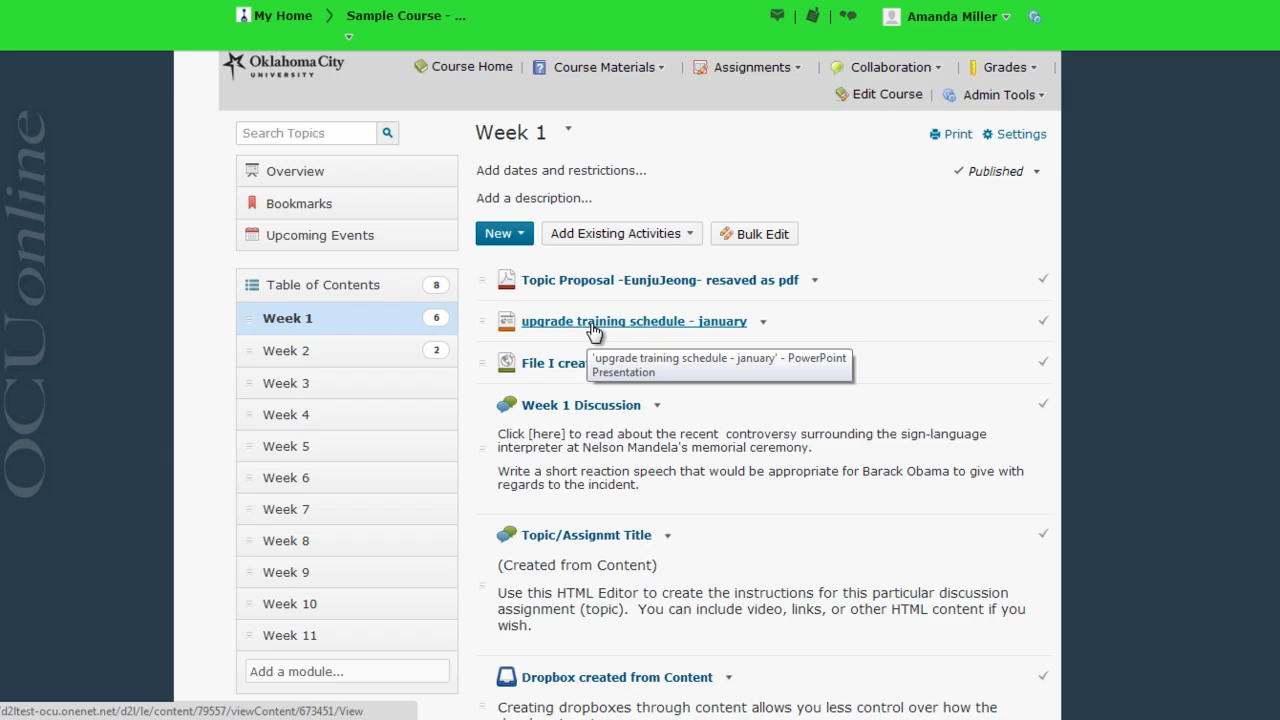 My Home
Sample Course - ...
Amanda Miller
Oklahoma City
UNIVERSITY
Course Home
Course Materials
Assignments
Collaboration
Grades
Edit Course
Admin Tools
OCUonline
Search Topics
Overview
Bookmarks
Upcoming Events
Table of Contents 8
Week 1 6
Week 2 2
Week 3
Week 4
Week 5
Week 6
Week 7
Week 8
Week 9
Week 10
Week 11
Add a module...
Week 1
Print
Settings
Add dates and restrictions...
Published
Add a description...
New
Add Existing Activities
Bulk Edit
Topic Proposal -EunjuJeong- resaved as pdf
upgrade training schedule - january
'upgrade training schedule - january' - PowerPoint
Presentation
File I crea
Week 1 Discussion
Click [here] to read about the recent controversy surrounding the sign-language
interpreter at Nelson Mandela's memorial ceremony.
Write a short reaction speech that would be appropriate for Barack Obama to give with
regards to the incident.
Topic/Assignmt Title
(Created from Content)
Use this HTML Editor to create the instructions for this particular discussion
assignment (topic). You can include video, links, or other HTML content if you
wish.
Dropbox created from Content
Creating dropboxes through content allows you less control over how the
/d2ltest-ocu.onenet.net/d2l/le/content/79557/viewContent/673451/View